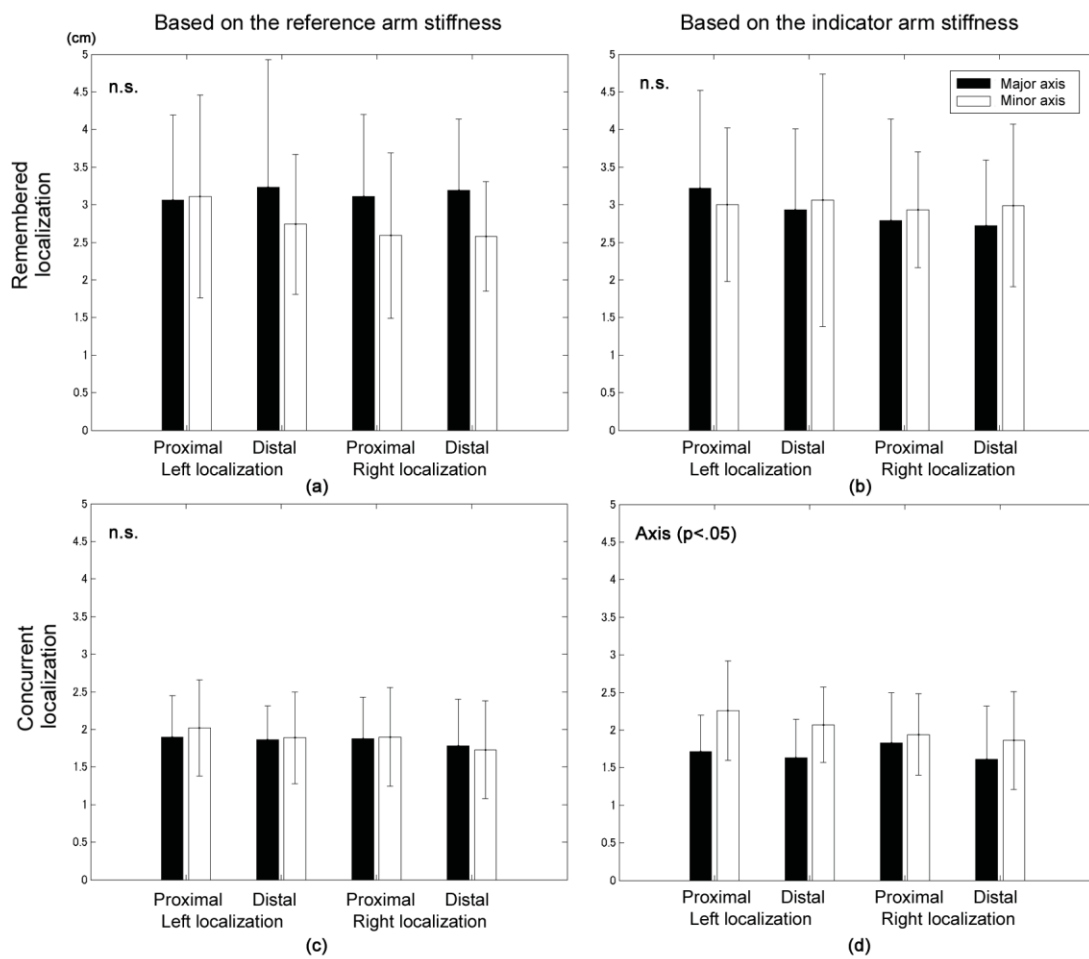 Based on the reference arm stiffness
Based on the indicator arm stiffness
(cm)
5
4.5
4
3.5
3
2.5
2
1.5
1
0.5
0
n.s.
Remembered
localization
Proximal Distal Proximal Distal
Left localization Right localization
(a)
5
4.5
4
3.5
3
2.5
2
1.5
1
0.5
0
n.s.
Major axis
Minor axis
Proximal Distal Proximal Distal
Left localization Right localization
(b)
5
4.5
4
3.5
3
2.5
2
1.5
1
0.5
0
n.s.
Concurrent
localization
Proximal Distal Proximal Distal
Left localization Right localization
(c)
5
4.5
4
3.5
3
2.5
2
1.5
1
0.5
0
Axis (p<.05)
Proximal Distal Proximal Distal
Left localization Right localization
(d)